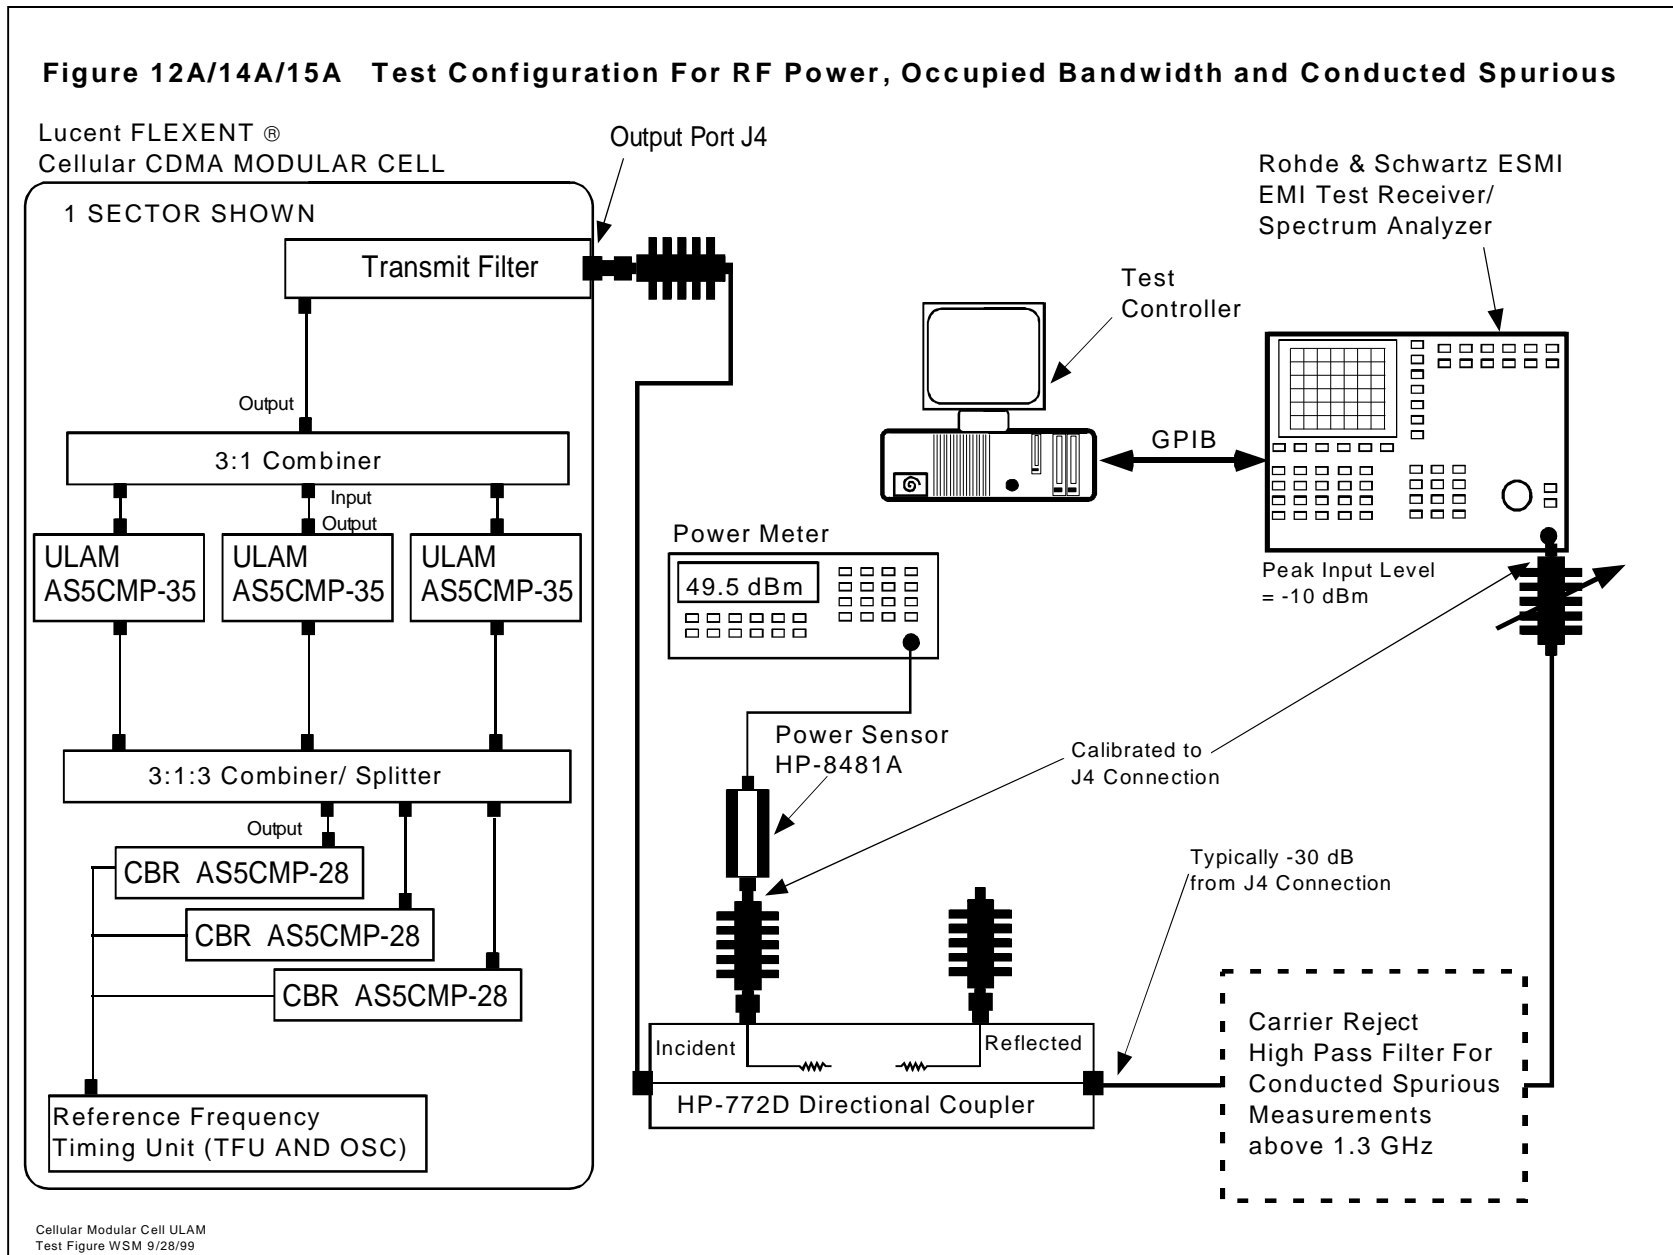 Figure 12A/14A/15A Test Configuration For RF Power, Occupied Bandwidth and Conducted Spurious
Lucent FLEXENT ®
Cellular CDMA MODULAR CELL
Output Port J4
1 SECTOR SHOWN
Transmit Filter
Output
3:1 Combiner
Input
Output
ULAM
AS5CMP-35
ULAM
AS5CMP-35
ULAM
AS5CMP-35
3:1:3 Combiner/ Splitter
Output
CBR AS5CMP-28
CBR AS5CMP-28
CBR AS5CMP-28
Reference Frequency
Timing Unit (TFU AND OSC)
Rohde & Schwartz ESMI
EMI Test Receiver/
Spectrum Analyzer
Test
Controller
GPIB
Power Meter
49.5 dBm
Peak Input Level
= -10 dBm
Power Sensor
HP-8481A
Calibrated to
J4 Connection
Typically -30 dB
from J4 Connection
Incident
Reflected
HP-772D Directional Coupler
Carrier Reject
High Pass Filter For
Conducted Spurious
Measurements
above 1.3 GHz
Cellular Modular Cell ULAM
Test Figure WSM 9/28/99